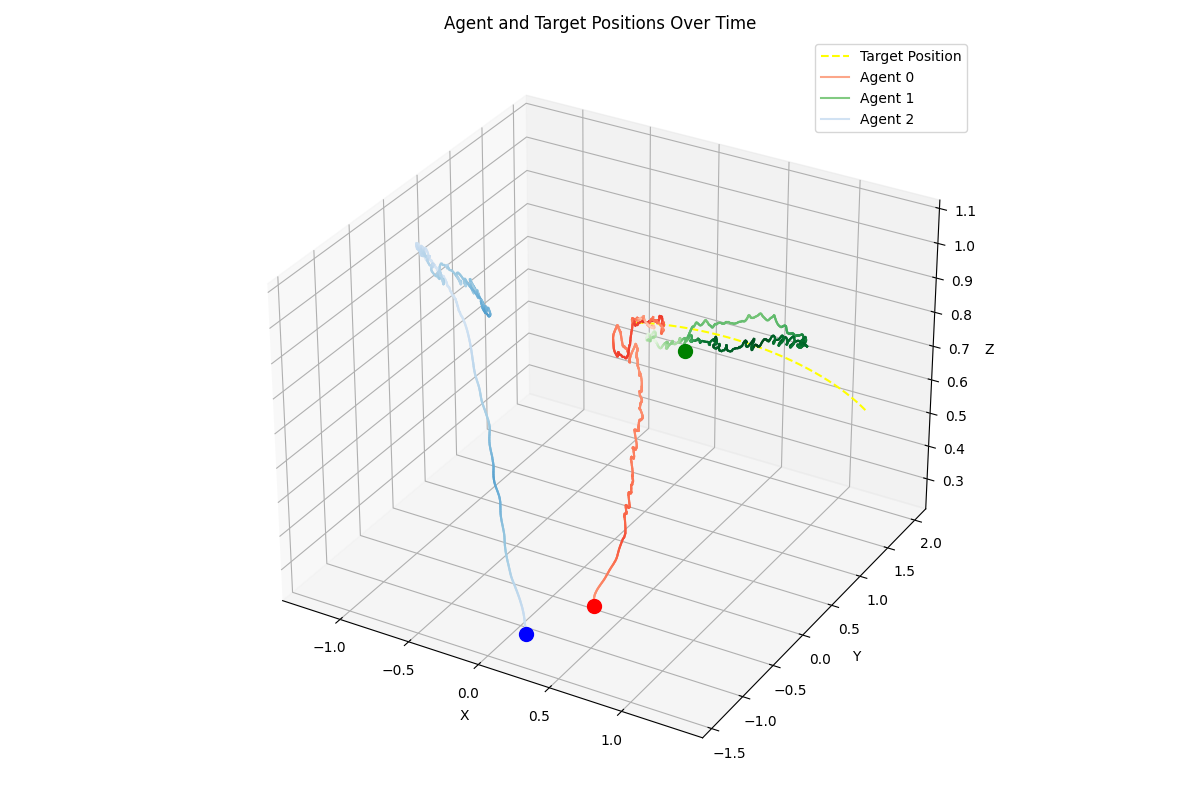 Agent and Target Positions Over Time
Target Position
Agent 0
Agent 1
Agent 2
1.1
1.0
0.9
0.8
0.7
0.6
0.5
0.4
0.3
Z
2.0
1.5
1.0
0.5
0.0
−0.5
−1.0
−1.5
Y
−1.0
−0.5
0.0
0.5
1.0
X